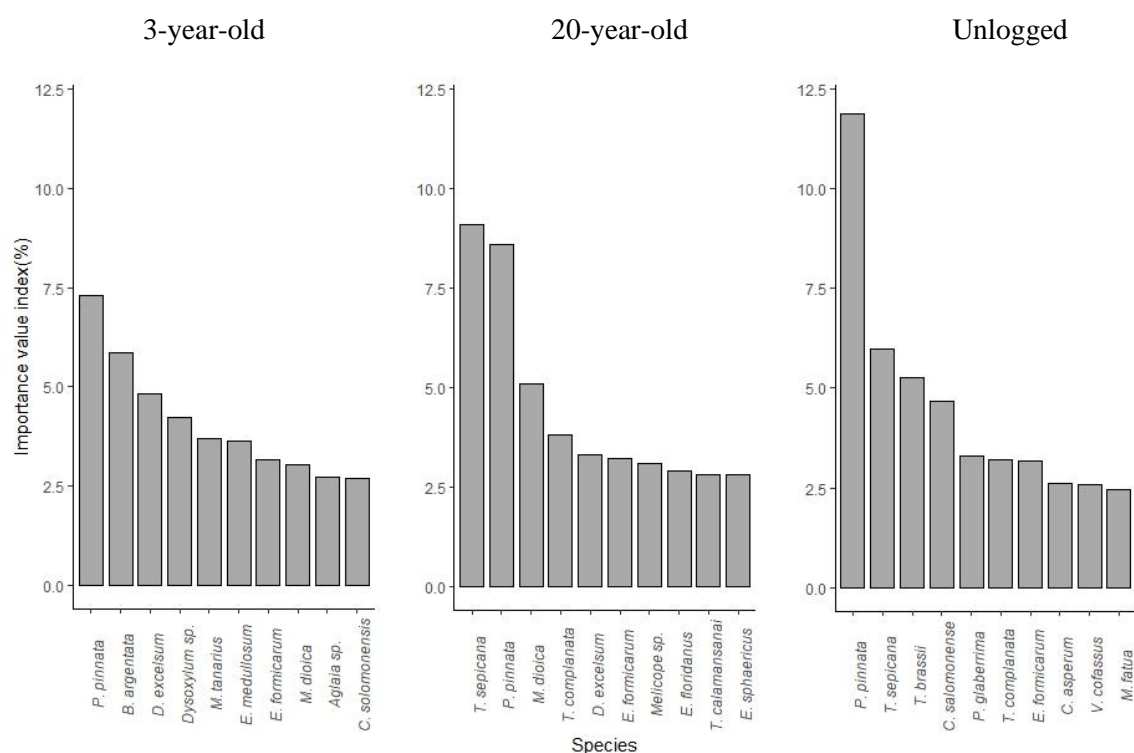 3-year-old
20-year-old
Unlogged
Importance value index(%)
12.5
10.0
7.5
5.0
2.5
0.0
P. pinnata
B. argentata
D. excelsum
Dysoxylum sp.
M. tanarius
E. medullosum
E. formicarum
M. dioica
Aglaia sp.
C. solomonensis
12.5
10.0
7.5
5.0
2.5
0.0
T. sepicana
P. pinnata
M. dioica
T. complanata
D. excelsum
E. formicarum
Melicope sp.
E. floridanus
T. calamansanai
E. sphaericus
12.5
10.0
7.5
5.0
2.5
0.0
P. pinnata
T. sepicana
T. brassii
C. salomonense
P. glaberrima
T. complanata
E. formicarum
C. asperum
V. cofassus
M. fatua
Species